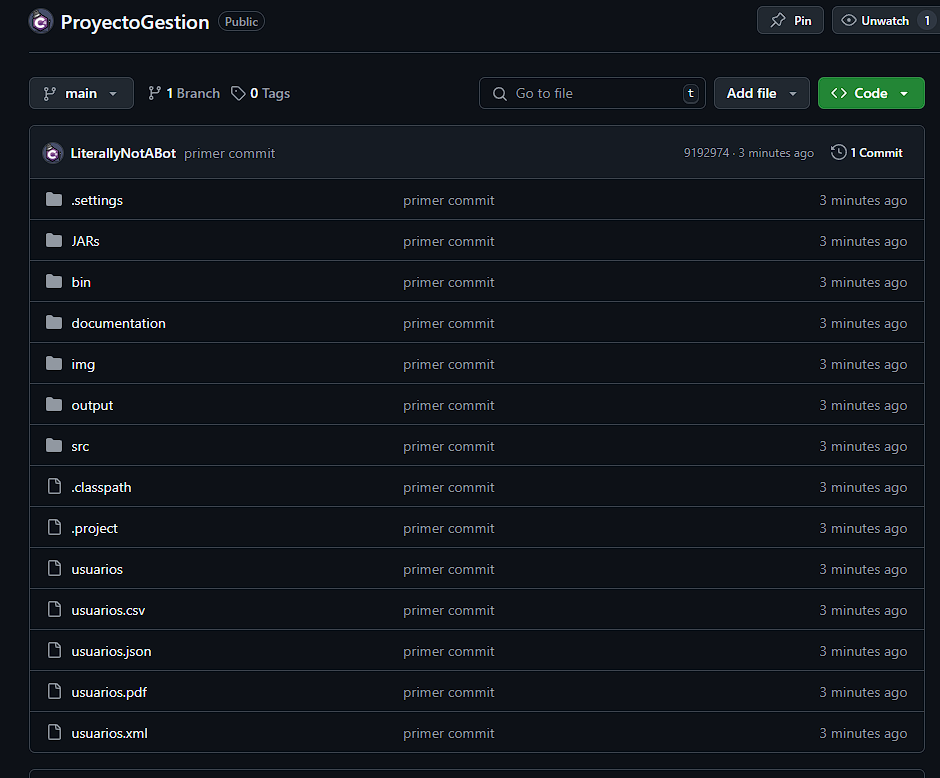 ProyectoGestion Public Pin Unwatch 1
main 1 Branch 0 Tags Go to file t Add file Code
LiterallyNotABot primer commit 9192974 · 3 minutes ago 1 Commit
.settings primer commit 3 minutes ago
JARs primer commit 3 minutes ago
bin primer commit 3 minutes ago
documentation primer commit 3 minutes ago
img primer commit 3 minutes ago
output primer commit 3 minutes ago
src primer commit 3 minutes ago
.classpath primer commit 3 minutes ago
.project primer commit 3 minutes ago
usuarios primer commit 3 minutes ago
usuarios.csv primer commit 3 minutes ago
usuarios.json primer commit 3 minutes ago
usuarios.pdf primer commit 3 minutes ago
usuarios.xml primer commit 3 minutes ago